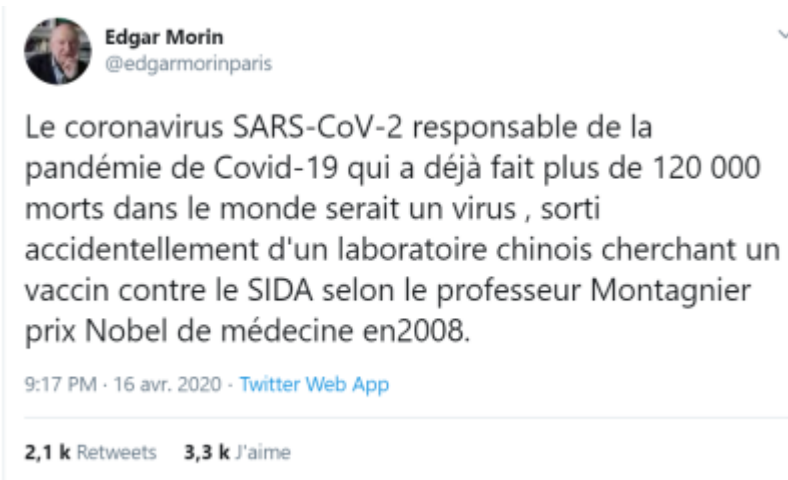 Edgar Morin
@edgarmorinparis
Le coronavirus SARS-CoV-2 responsable de la
pandémie de Covid-19 qui a déjà fait plus de 120 000
morts dans le monde serait un virus , sorti
accidentellement d'un laboratoire chinois cherchant un
vaccin contre le SIDA selon le professeur Montagnier
prix Nobel de médecine en2008.
9:17 PM · 16 avr. 2020 · Twitter Web App
2,1 k Retweets 3,3 k J'aime